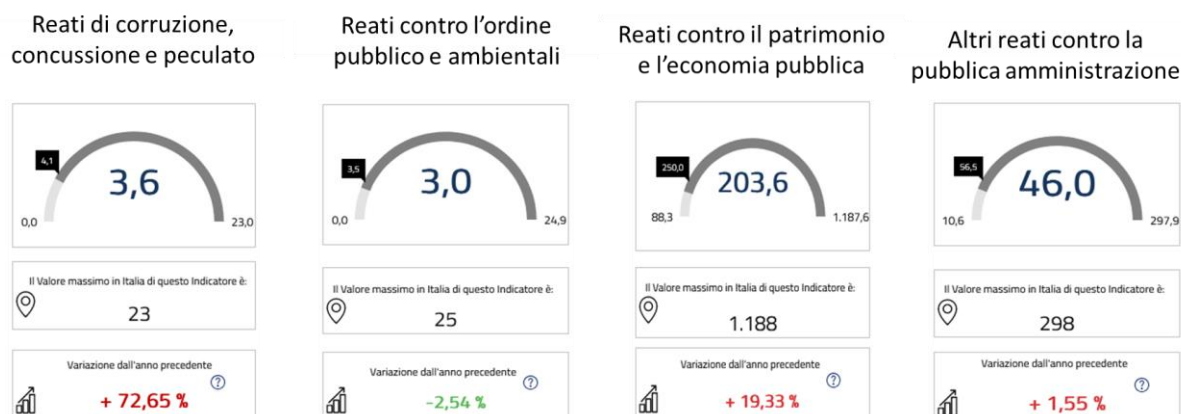 Reati di corruzione,
concussione e peculato
4,1
3,6
0,0
23,0
Il Valore massimo in Italia di questo Indicatore è:
23
Variazione dall'anno precedente
?
+ 72,65 %
Reati contro l’ordine
pubblico e ambientali
3,5
3,0
0,0
24,9
Il Valore massimo in Italia di questo Indicatore è:
25
Variazione dall'anno precedente
?
-2,54 %
Reati contro il patrimonio
e l’economia pubblica
250,0
203,6
88,3
1.187,6
Il Valore massimo in Italia di questo Indicatore è:
1.188
Variazione dall'anno precedente
?
+ 19,33 %
Altri reati contro la
pubblica amministrazione
56,5
46,0
10,6
297,9
Il Valore massimo in Italia di questo Indicatore è:
298
Variazione dall'anno precedente
?
+ 1,55 %